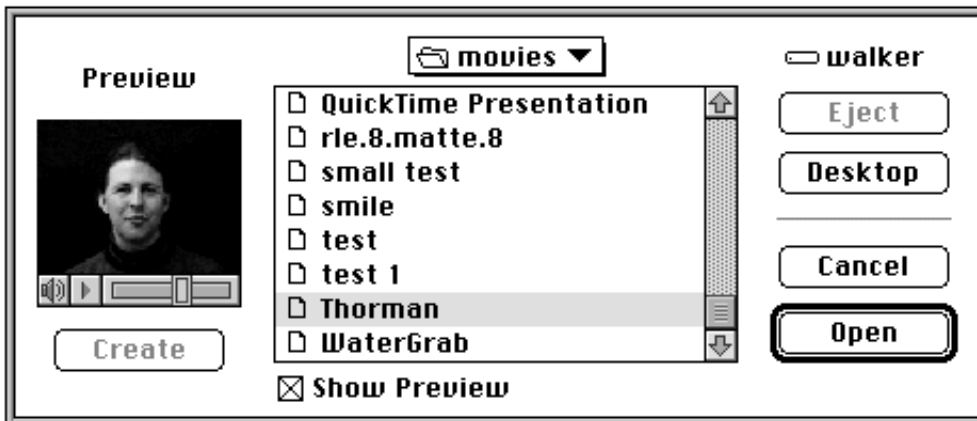 Preview
movies
walker
QuickTime Presentation
rle.8.matte.8
small test
smile
test
test 1
Thorman
WaterGrab
Eject
Desktop
Cancel
Open
Create
Show Preview